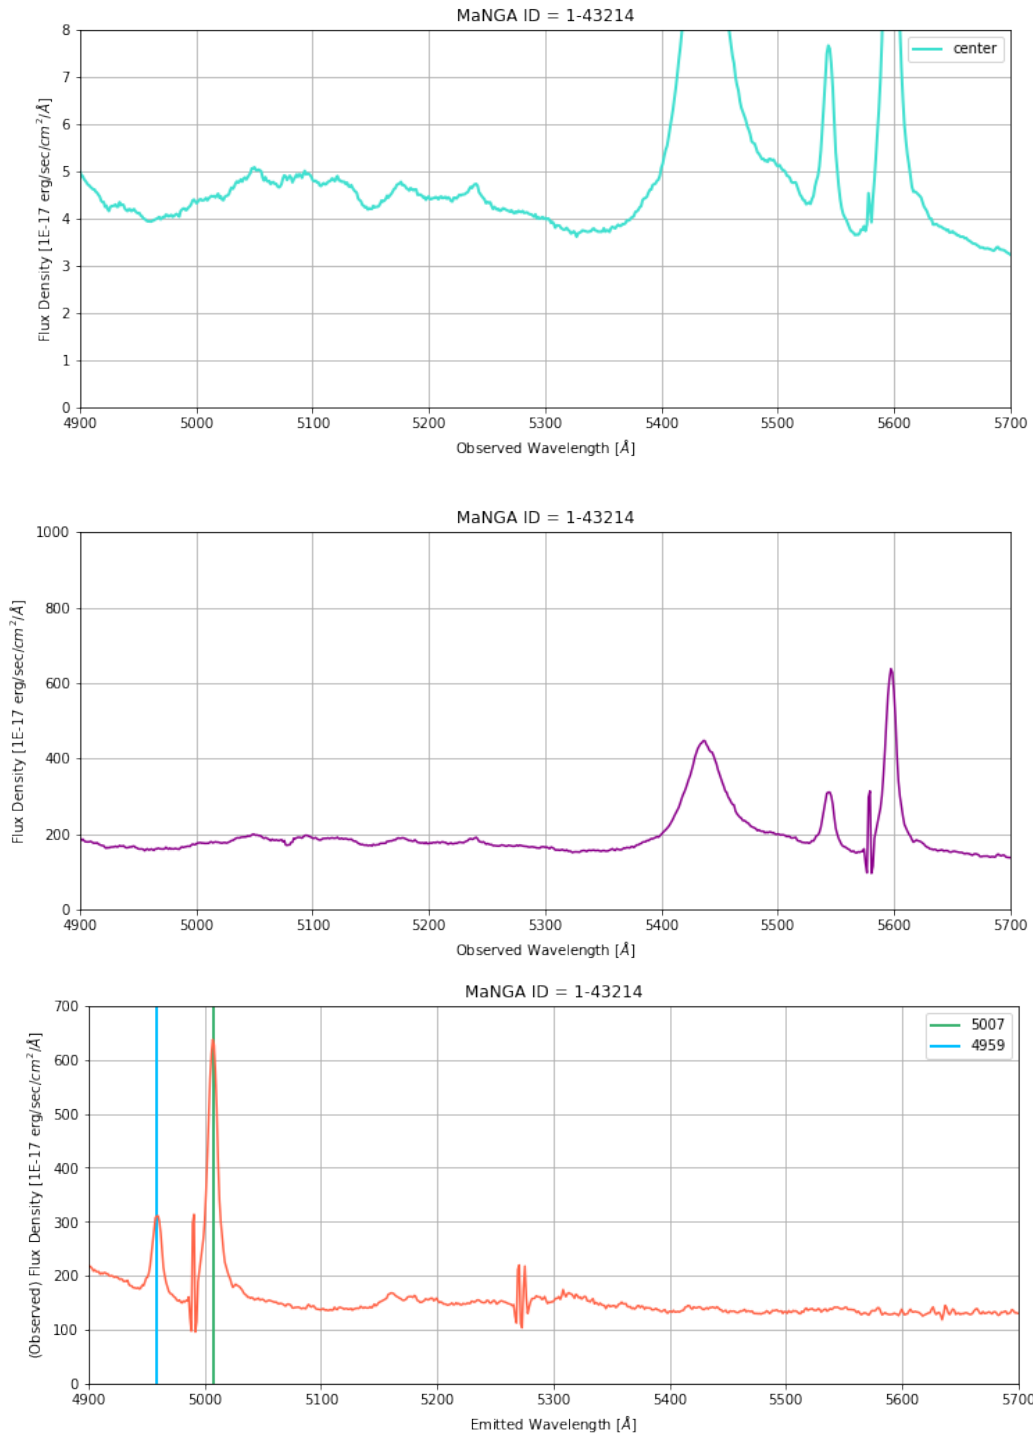 MaNGA ID = 1-43214
center
Flux Density [1E-17 erg/sec/cm²/Å]
8
7
6
5
4
3
2
1
0
4900 5000 5100 5200 5300 5400 5500 5600 5700
Observed Wavelength [Å]
MaNGA ID = 1-43214
Flux Density [1E-17 erg/sec/cm²/Å]
1000
800
600
400
200
0
4900 5000 5100 5200 5300 5400 5500 5600 5700
Observed Wavelength [Å]
MaNGA ID = 1-43214
5007
4959
(Observed) Flux Density [1E-17 erg/sec/cm²/Å]
700
600
500
400
300
200
100
0
4900 5000 5100 5200 5300 5400 5500 5600 5700
Emitted Wavelength [Å]